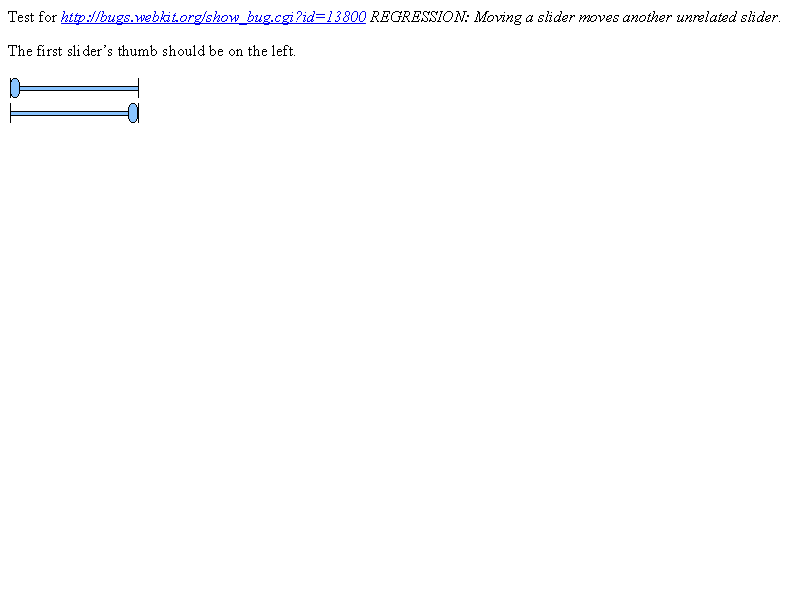 Test for http://bugs.webkit.org/show_bug.cgi?id=13800 REGRESSION: Moving a slider moves another unrelated slider.
The first slider’s thumb should be on the left.